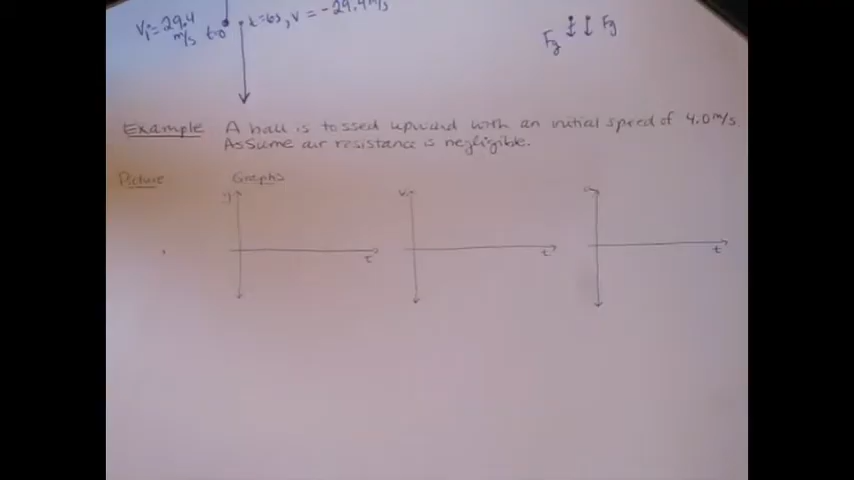 Vi = 29.4 m/s t=0 t=6s, v = -29.4 m/s
Fg Fg
Example A ball is tossed upward with an initial speed of 4.0 m/s.
Assume air resistance is negligible.
Picture Graphs
y v a
t t t